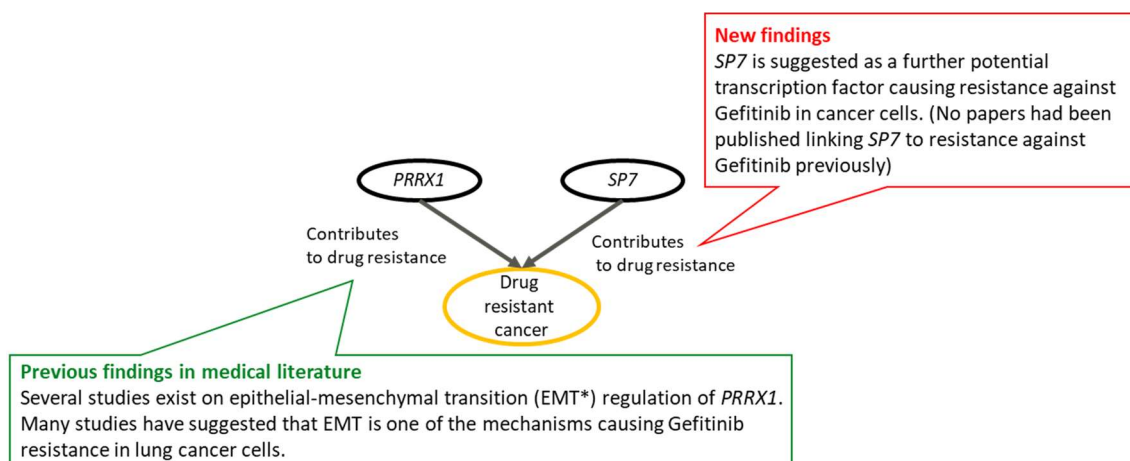 New findings
SP7 is suggested as a further potential
transcription factor causing resistance against
Gefitinib in cancer cells. (No papers had been
published linking SP7 to resistance against
Gefitinib previously)
PRRX1
SP7
Contributes
to drug resistance
Contributes
to drug resistance
Drug
resistant
cancer
Previous findings in medical literature
Several studies exist on epithelial-mesenchymal transition (EMT*) regulation of PRRX1.
Many studies have suggested that EMT is one of the mechanisms causing Gefitinib
resistance in lung cancer cells.